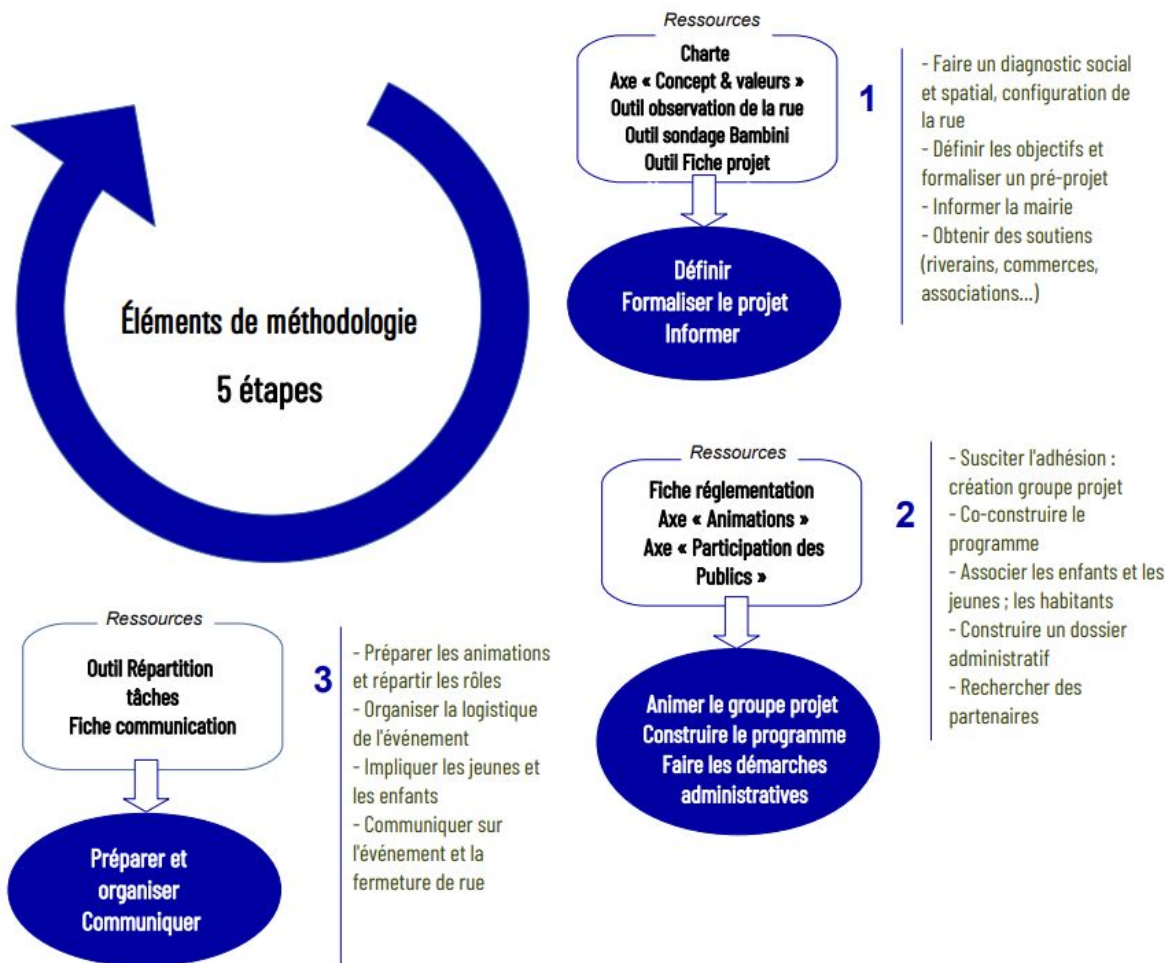 Éléments de méthodologie
5 étapes
Ressources
Charte
Axe « Concept & valeurs »
Outil observation de la rue
Outil sondage Bambini
Outil Fiche projet
Définir
Formaliser le projet
Informer
1
- Faire un diagnostic social
et spatial, configuration de
la rue
- Définir les objectifs et
formaliser un pré-projet
- Informer la mairie
- Obtenir des soutiens
(riverains, commerces,
associations...)
Ressources
Fiche réglementation
Axe « Animations »
Axe « Participation des
Publics »
Animer le groupe projet
Construire le programme
Faire les démarches
administratives
2
- Susciter l'adhésion :
création groupe projet
- Co-construire le
programme
- Associer les enfants et les
jeunes ; les habitants
- Construire un dossier
administratif
- Rechercher des
partenaires
Ressources
Outil Répartition
tâches
Fiche communication
Préparer et
organiser
Communiquer
3
- Préparer les animations
et répartir les rôles
- Organiser la logistique
de l'événement
- Impliquer les jeunes et
les enfants
- Communiquer sur
l'événement et la
fermeture de rue